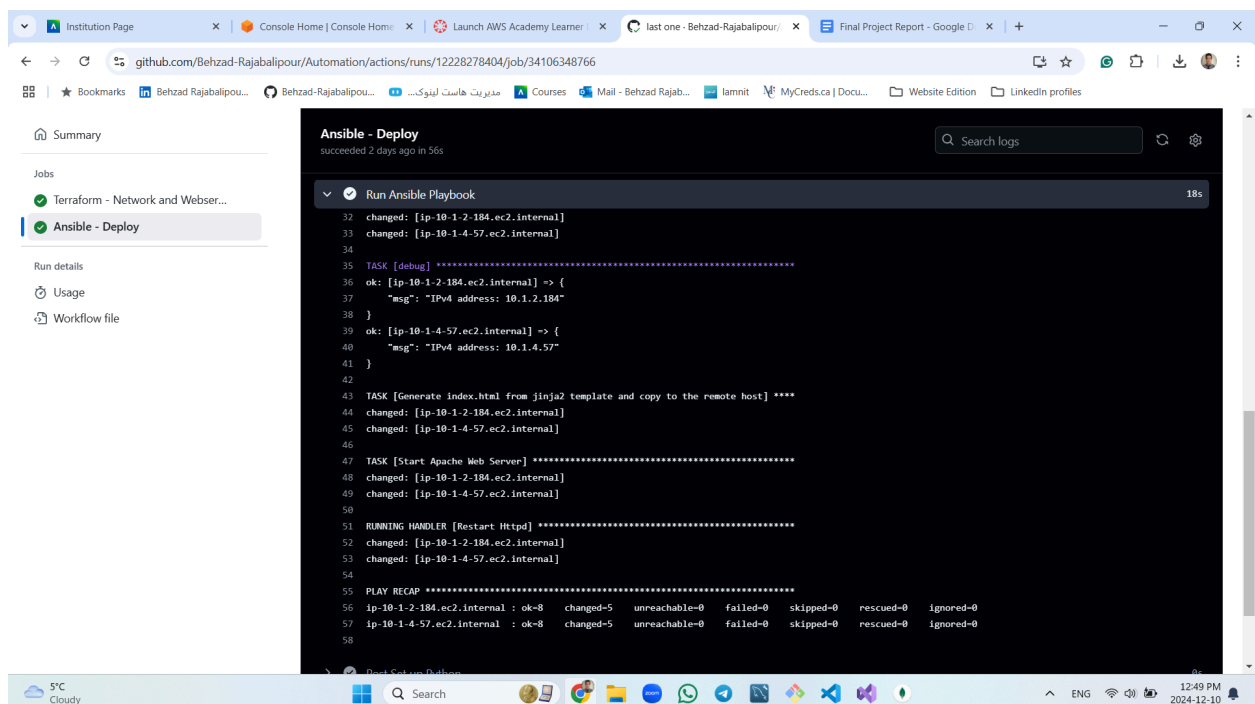 Institution Page
Console Home | Console Home
Launch AWS Academy Learner
last one · Behzad-Rajabalipour/
Final Project Report - Google D
github.com/Behzad-Rajabalipour/Automation/actions/runs/12228278404/job/34106348766
Bookmarks
Behzad Rajabalipou...
Behzad-Rajabalipou...
مدیریت هاست لینوک...
Courses
Mail - Behzad Rajab...
lamnit
MyCreds.ca | Docu...
Website Edition
LinkedIn profiles
Summary
Jobs
Terraform - Network and Webser...
Ansible - Deploy
Run details
Usage
Workflow file
Ansible - Deploy
succeeded 2 days ago in 56s
Search logs
Run Ansible Playbook 18s
32 changed: [ip-10-1-2-184.ec2.internal]
33 changed: [ip-10-1-4-57.ec2.internal]
34
35 TASK [debug] *******************************************************************
36 ok: [ip-10-1-2-184.ec2.internal] => {
37 "msg": "IPv4 address: 10.1.2.184"
38 }
39 ok: [ip-10-1-4-57.ec2.internal] => {
40 "msg": "IPv4 address: 10.1.4.57"
41 }
42
43 TASK [Generate index.html from jinja2 template and copy to the remote host] ****
44 changed: [ip-10-1-2-184.ec2.internal]
45 changed: [ip-10-1-4-57.ec2.internal]
46
47 TASK [Start Apache Web Server] *************************************************
48 changed: [ip-10-1-2-184.ec2.internal]
49 changed: [ip-10-1-4-57.ec2.internal]
50
51 RUNNING HANDLER [Restart Httpd] ************************************************
52 changed: [ip-10-1-2-184.ec2.internal]
53 changed: [ip-10-1-4-57.ec2.internal]
54
55 PLAY RECAP *********************************************************************
56 ip-10-1-2-184.ec2.internal : ok=8 changed=5 unreachable=0 failed=0 skipped=0 rescued=0 ignored=0
57 ip-10-1-4-57.ec2.internal : ok=8 changed=5 unreachable=0 failed=0 skipped=0 rescued=0 ignored=0
58
Post Set up Python 0s
5°C
Cloudy
Search
zoom
ENG
12:49 PM
2024-12-10